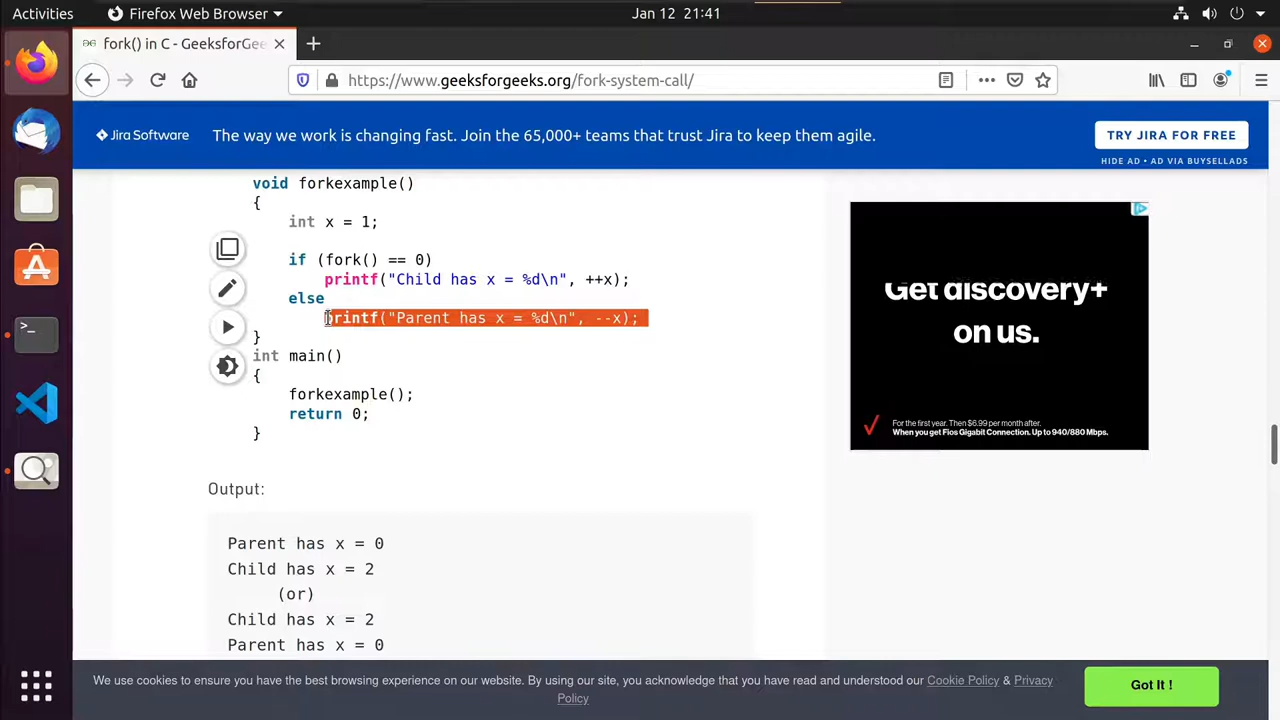 Activities
Firefox Web Browser
Jan 12 21:41
fork() in C - GeeksforGee
https://www.geeksforgeeks.org/fork-system-call/
Jira Software
The way we work is changing fast. Join the 65,000+ teams that trust Jira to keep them agile.
TRY JIRA FOR FREE
HIDE AD • AD VIA BUYSELLADS
void forkexample()
{
int x = 1;
if (fork() == 0)
printf("Child has x = %d\n", ++x);
else
printf("Parent has x = %d\n", --x);
}
int main()
{
forkexample();
return 0;
}
Output:
Parent has x = 0
Child has x = 2
(or)
Child has x = 2
Parent has x = 0
Get discovery+
on us.
For the first year. Then $6.99 per month after.
When you get Fios Gigabit Connection. Up to 940/880 Mbps.
We use cookies to ensure you have the best browsing experience on our website. By using our site, you acknowledge that you have read and understood our Cookie Policy & Privacy
Policy
Got It !